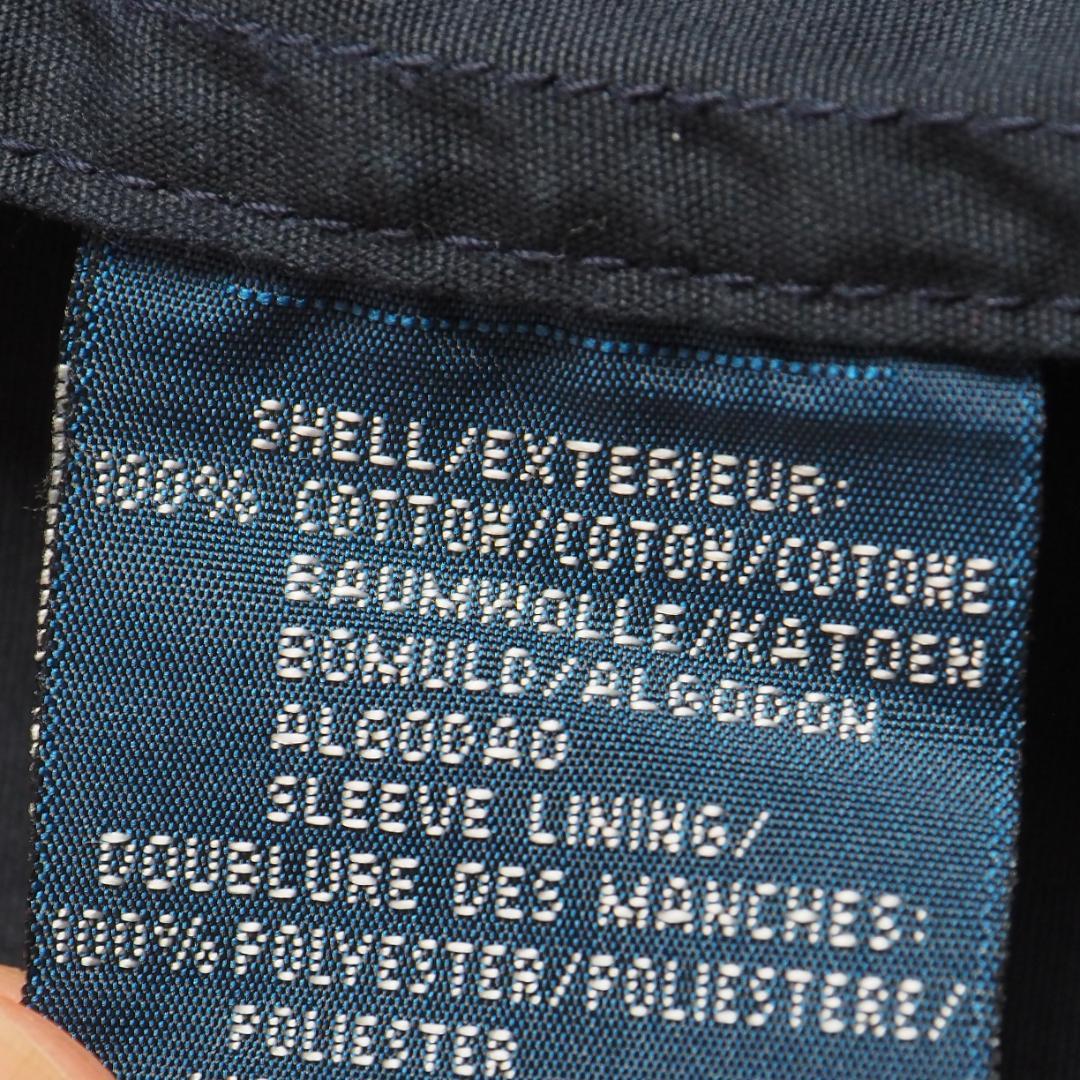 SHELL/EXTERIEUR:
100% COTTON/COTON/COTONE
BAUMWOLLE/KATOEN
BOMULD/ALGODON
ALGODAO
SLEEVE LINING/
DOUBLURE DES MANCHES:
100% POLYESTER/POLIESTERE/
POLIESTER